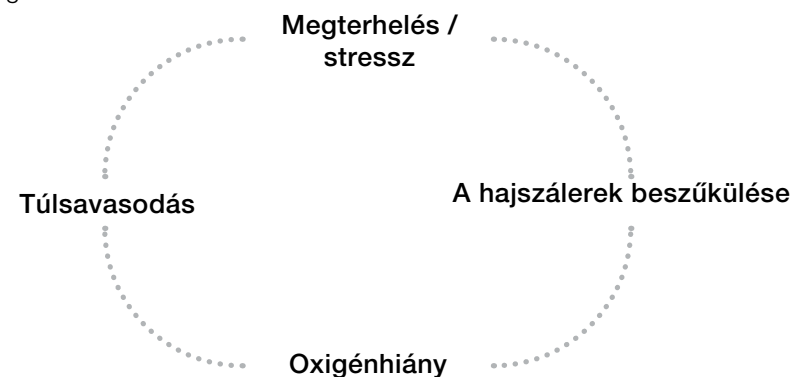 Megterhelés /
stressz
A hajszálerek beszűkülése
Túlsavasodás
Oxigénhiány